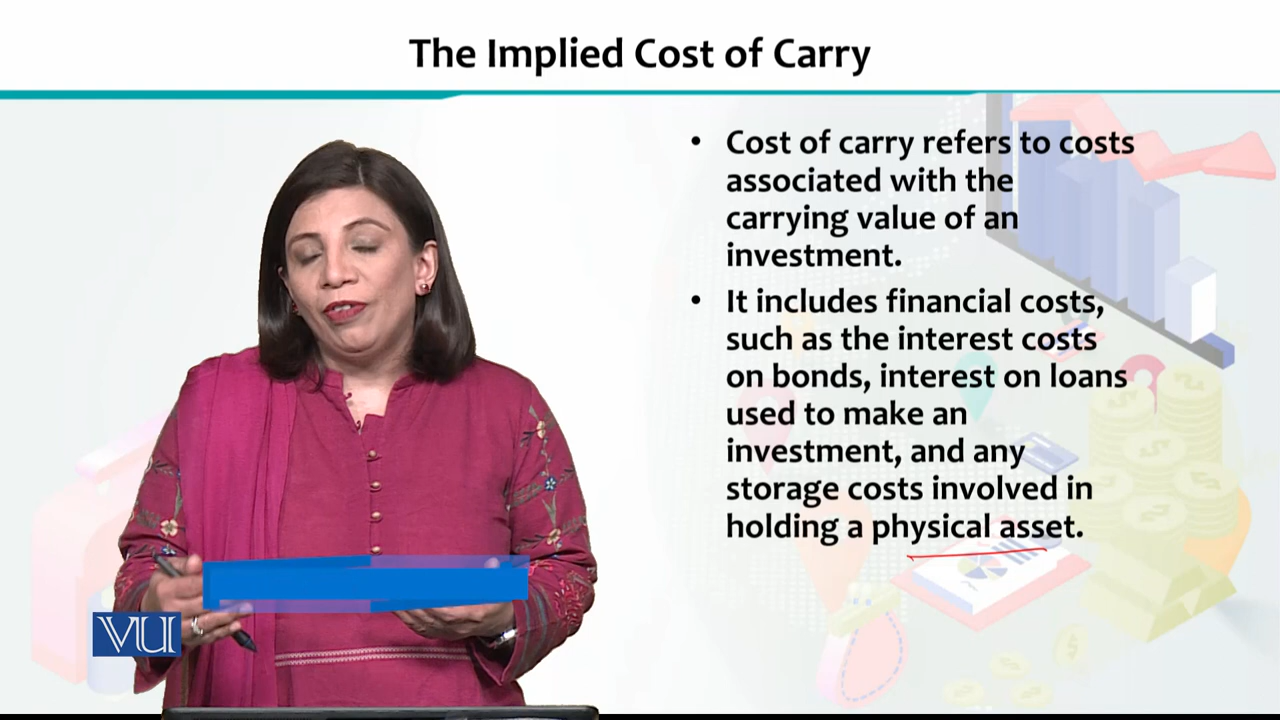 The Implied Cost of Carry
• Cost of carry refers to costs
associated with the
carrying value of an
investment.
• It includes financial costs,
such as the interest costs
on bonds, interest on loans
used to make an
investment, and any
storage costs involved in
holding a physical asset.
VU